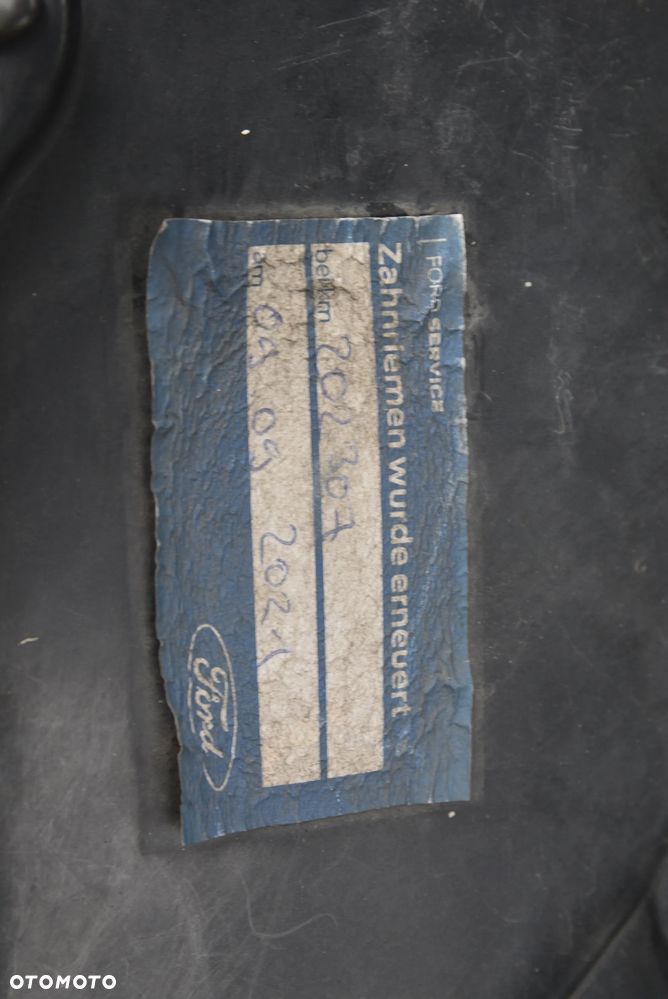 FORD SERVICE
Zahnriemen wurde erneuert
bei km 202307
am 09 09 2021
Ford
OTOMOTO